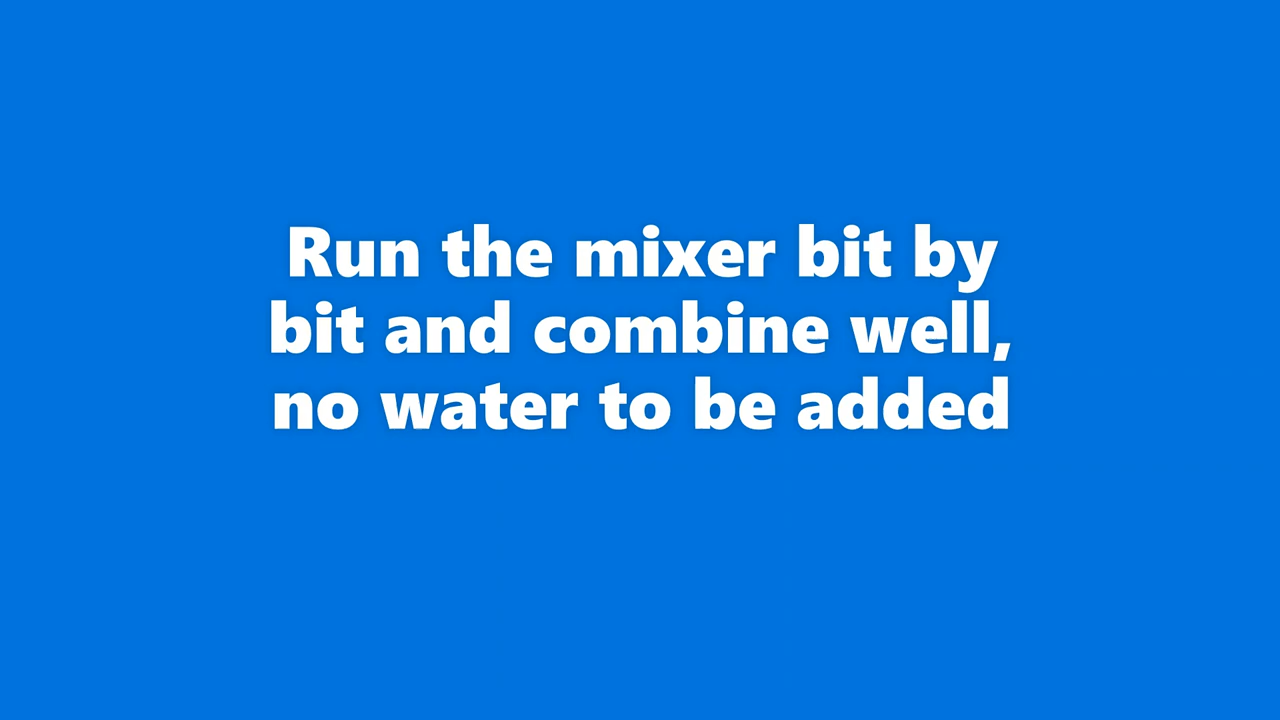 Run the mixer bit by
bit and combine well,
no water to be added